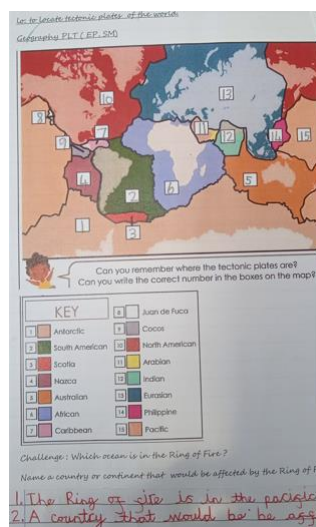 Lo: to locate tectonic plates of the world.
Geography PLT (EP, SM)
10
13
8
9
7
11
12
14
15
4
2
6
5
1
3
Can you remember where the tectonic plates are?
Can you write the correct number in the boxes on the map?
KEY
1 Antarctic
2 South American
3 Scotia
4 Nazca
5 Australian
6 African
7 Caribbean
8 Juan de Fuca
9 Cocos
10 North American
11 Arabian
12 Indian
13 Eurasian
14 Philippine
15 Pacific
Challenge : Which ocean is in the Ring of Fire ?
Name a country or continent that would be affected by the Ring of
1. The Ring of is in the
2. A country that would be be